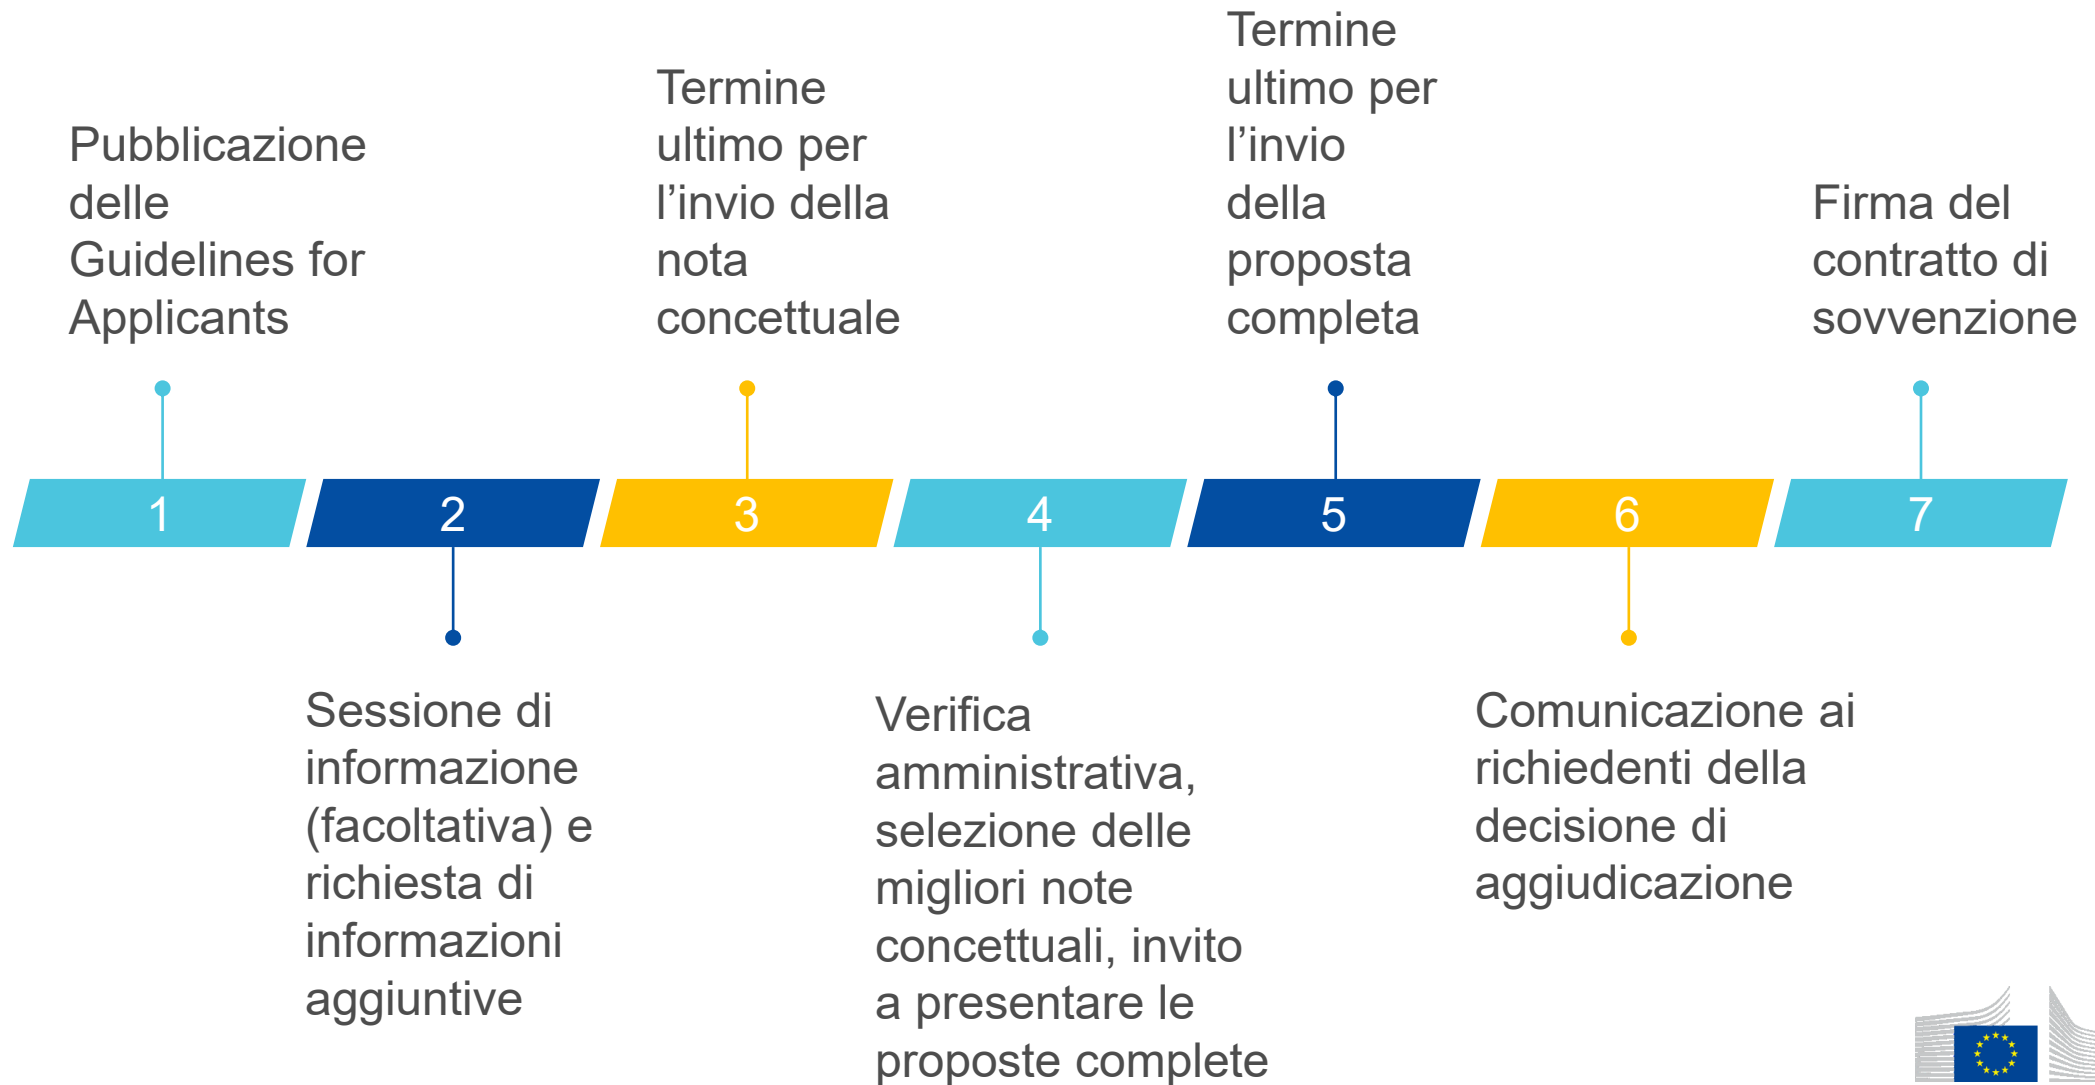 Pubblicazione
delle
Guidelines for
Applicants
Termine
ultimo per
l’invio della
nota
concettuale
Termine
ultimo per
l’invio
della
proposta
completa
Firma del
contratto di
sovvenzione
1
2
3
4
5
6
7
Sessione di
informazione
(facoltativa) e
richiesta di
informazioni
aggiuntive
Verifica
amministrativa,
selezione delle
migliori note
concettuali, invito
a presentare le
proposte complete
Comunicazione ai
richiedenti della
decisione di
aggiudicazione